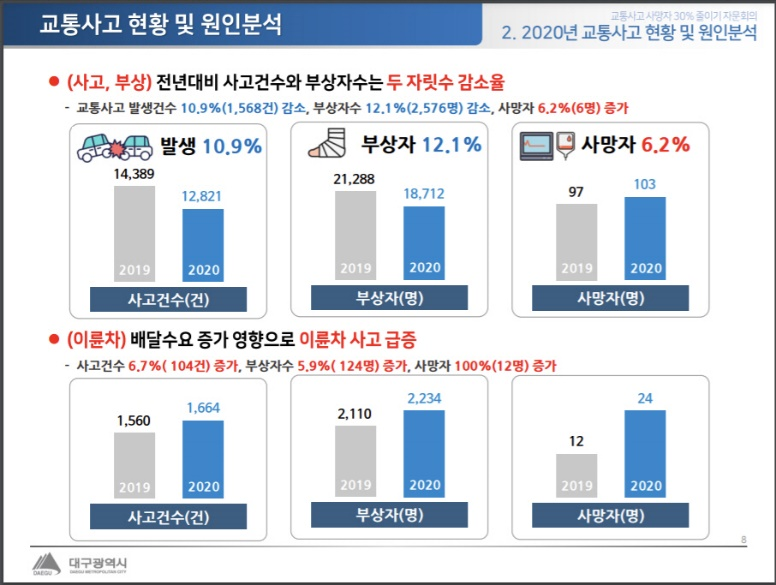 교통사고 현황 및 원인분석
교통사고 사망자 30% 줄이기 자문회의
2. 2020년 교통사고 현황 및 원인분석
● (사고, 부상) 전년대비 사고건수와 부상자수는 두 자릿수 감소율
- 교통사고 발생건수 10.9%(1,568건) 감소, 부상자수 12.1%(2,576명) 감소, 사망자 6.2%(6명) 증가
발생 10.9%
14,389
12,821
2019 2020
사고건수(건)
부상자 12.1%
21,288
18,712
2019 2020
부상자(명)
사망자 6.2%
97
103
2019 2020
사망자(명)
● (이륜차) 배달수요 증가 영향으로 이륜차 사고 급증
- 사고건수 6.7%( 104건) 증가, 부상자수 5.9%( 124명) 증가, 사망자 100%(12명) 증가
1,560
1,664
2019 2020
사고건수(건)
2,110
2,234
2019 2020
부상자(명)
12
24
2019 2020
사망자(명)
8
DAEGU
대구광역시
DAEGU METROPOLITAN CITY